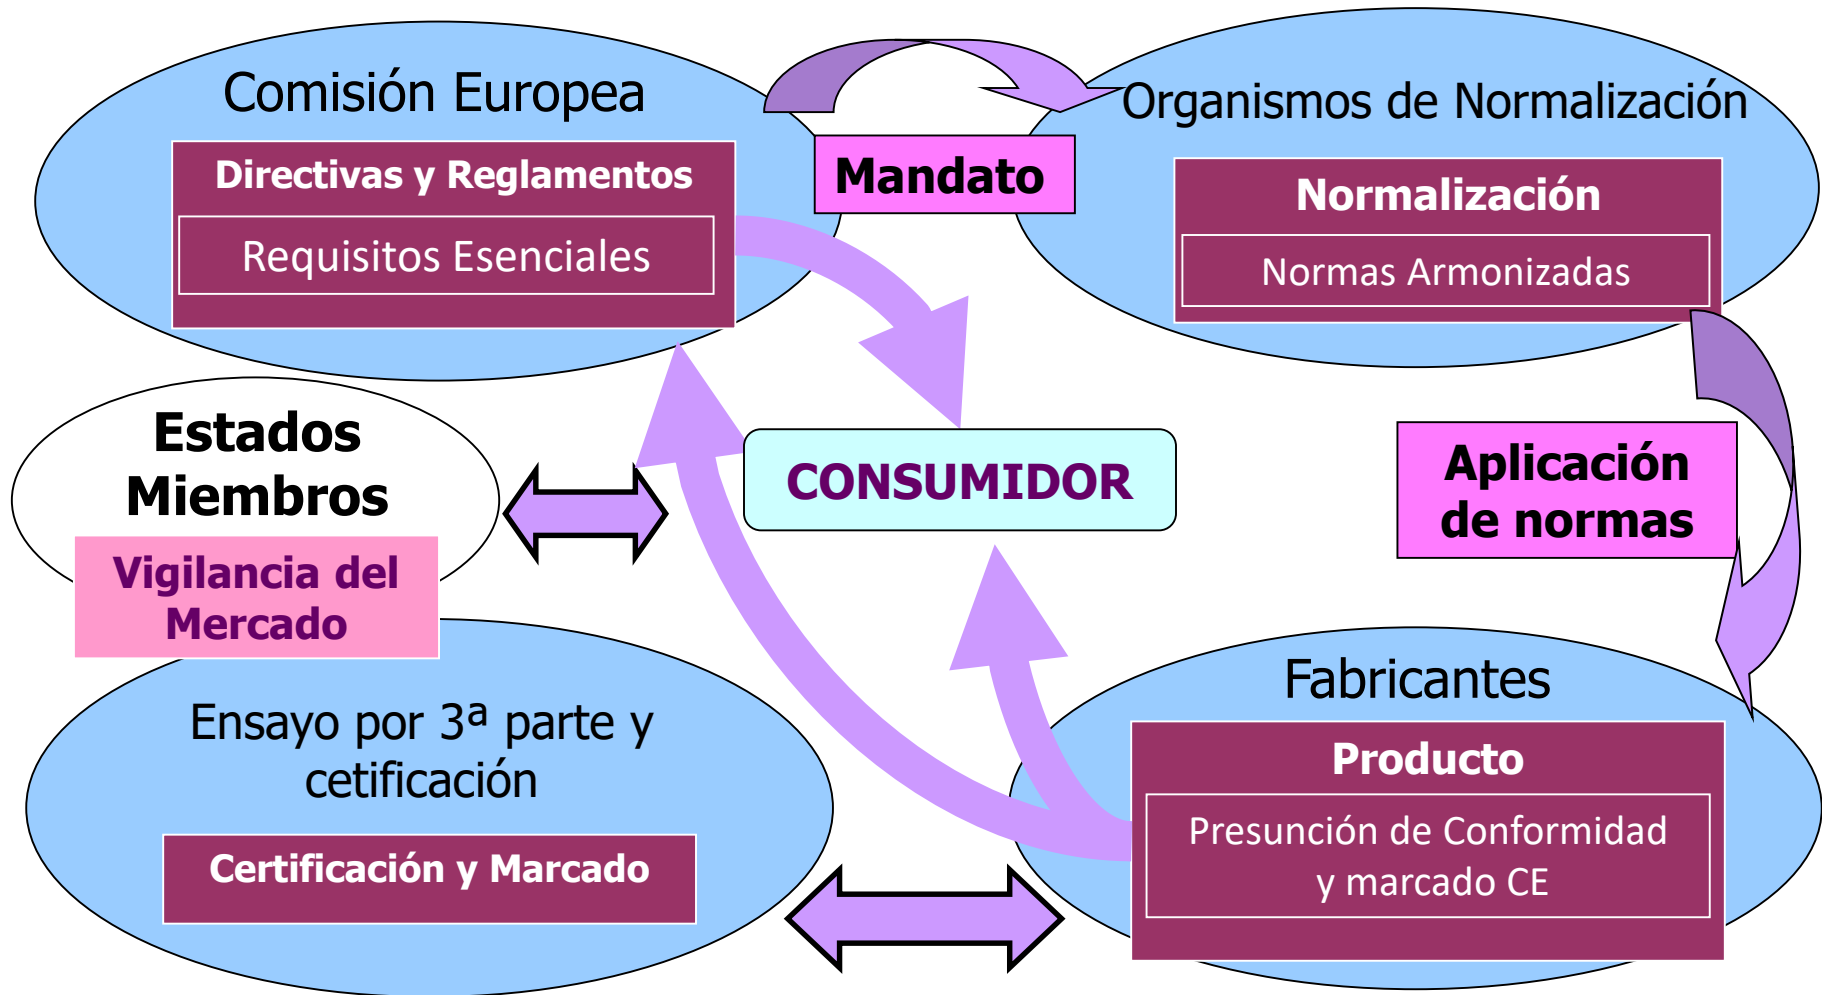 Comisión Europea
Directivas y Reglamentos
Requisitos Esenciales
Mandato
Organismos de Normalización
Normalización
Normas Armonizadas
Estados
Miembros
Vigilancia del
Mercado
CONSUMIDOR
Aplicación
de normas
Ensayo por 3ª parte y
cetificación
Certificación y Marcado
Fabricantes
Producto
Presunción de Conformidad
y marcado CE